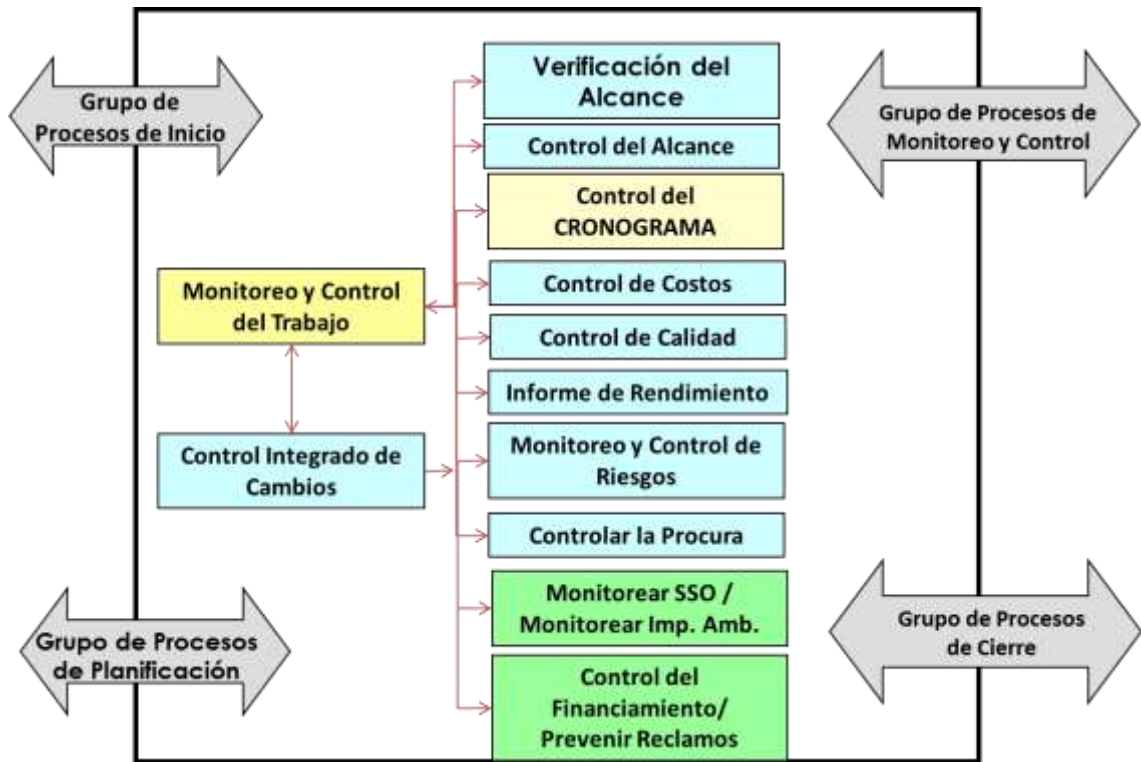 Grupo de
Procesos de Inicio
Verificación del
Alcance
Grupo de Procesos de
Monitoreo y Control
Control del Alcance
Control del
CRONOGRAMA
Monitoreo y Control
del Trabajo
Control de Costos
Control de Calidad
Informe de Rendimiento
Control Integrado de
Cambios
Monitoreo y Control de
Riesgos
Controlar la Procura
Grupo de Procesos
de Planificación
Monitorear SSO /
Monitorear Imp. Amb.
Grupo de Procesos
de Cierre
Control del
Financiamiento/
Prevenir Reclamos